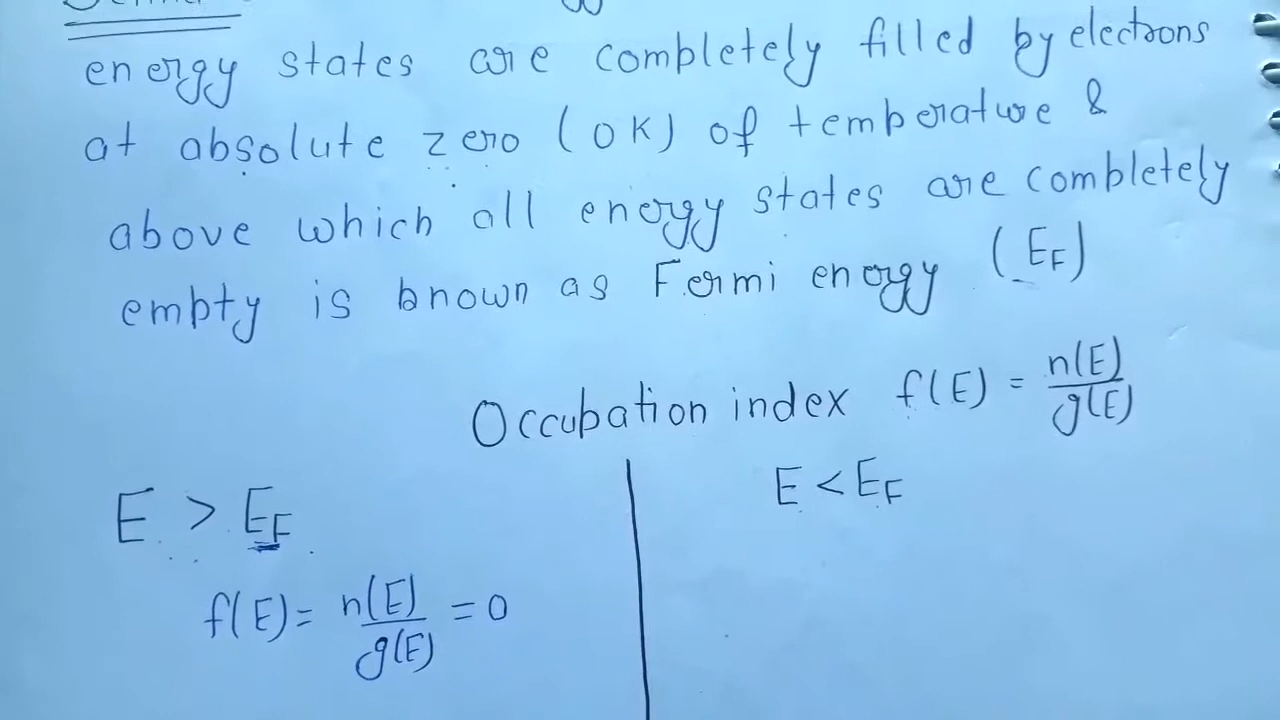 energy states are completely filled by electrons
at absolute zero (0K) of temperature &
above which all energy states are completely
empty is known as Fermi energy (EF)
Occupation index f(E) = n(E)/g(E)
E > EF
E < EF
f(E) = n(E)/g(E) = 0